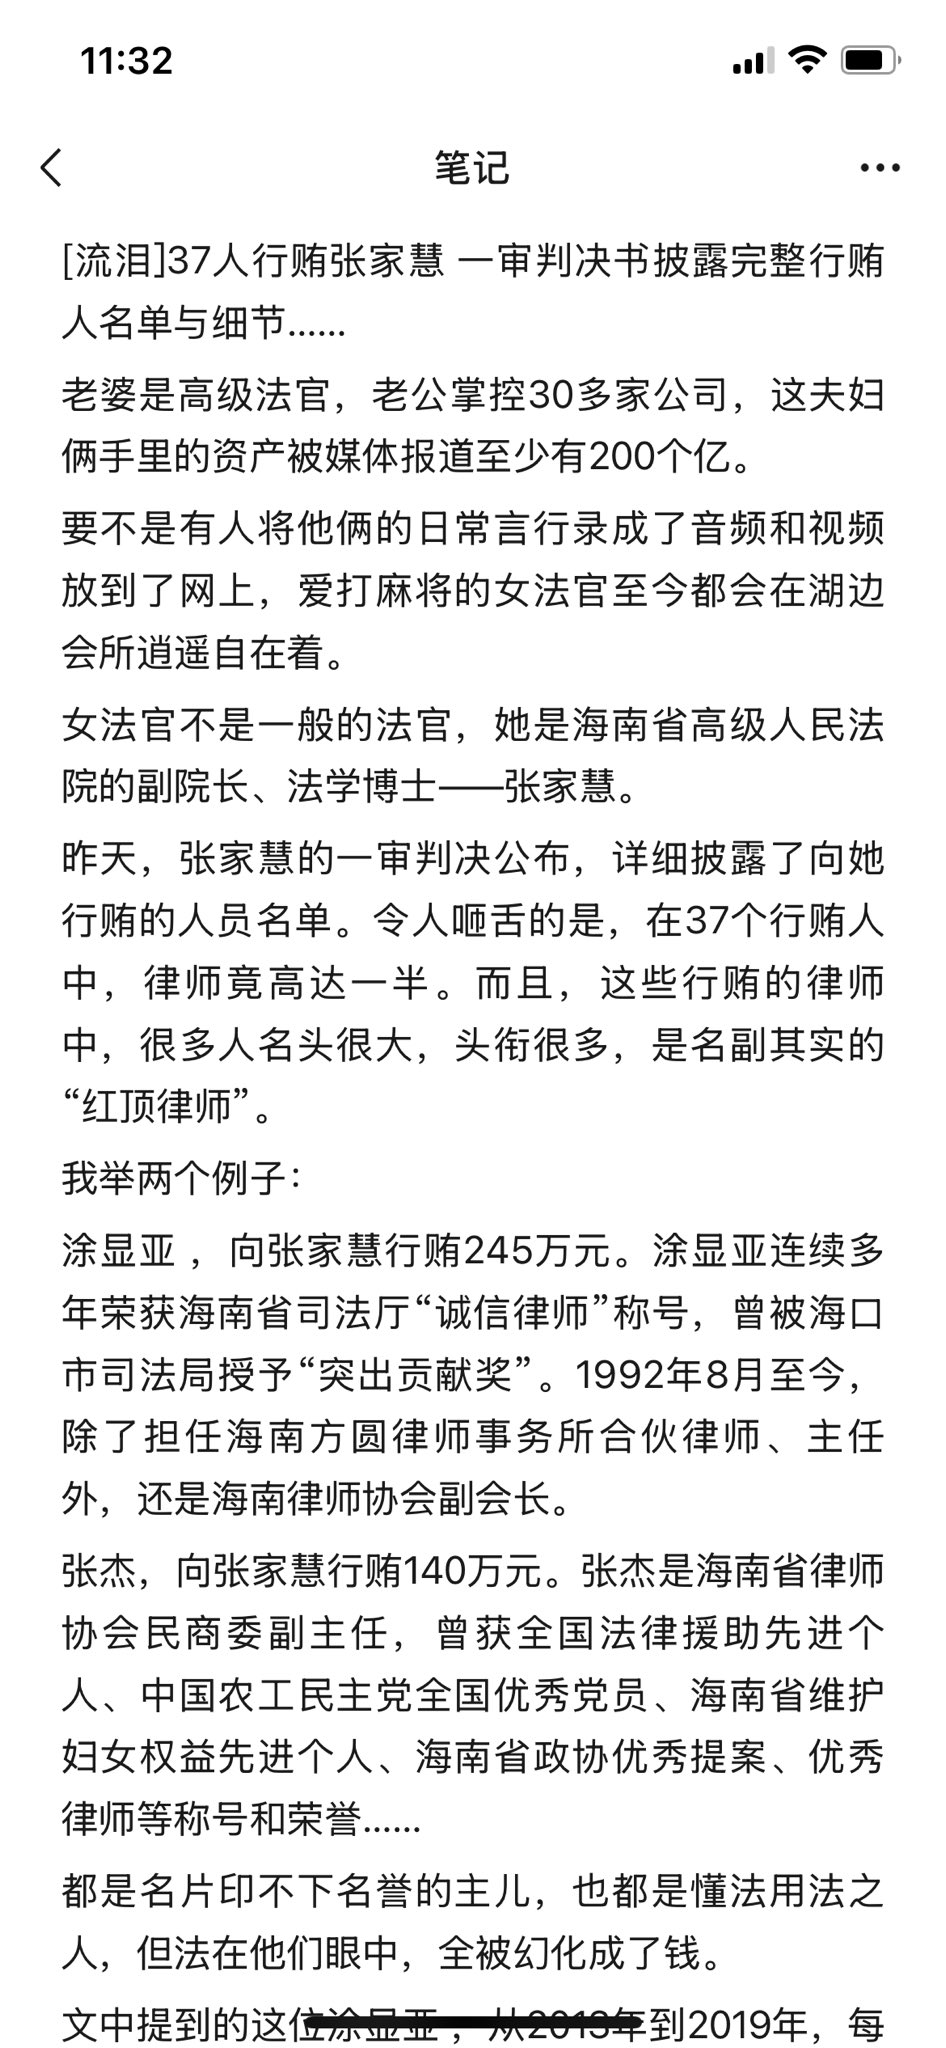 11:32
笔记
[流泪]37人行贿张家慧 一审判决书披露完整行贿
人名单与细节……
老婆是高级法官，老公掌控30多家公司，这夫妇
俩手里的资产被媒体报道至少有200个亿。
要不是有人将他俩的日常言行录成了音频和视频
放到了网上，爱打麻将的女法官至今都会在湖边
会所逍遥自在着。
女法官不是一般的法官，她是海南省高级人民法
院的副院长、法学博士——张家慧。
昨天，张家慧的一审判决公布，详细披露了向她
行贿的人员名单。令人咂舌的是，在37个行贿人
中，律师竟高达一半。而且，这些行贿的律师
中，很多人名头很大，头衔很多，是名副其实的
“红顶律师”。
我举两个例子：
涂显亚 ，向张家慧行贿245万元。涂显亚连续多
年荣获海南省司法厅“诚信律师”称号，曾被海口
市司法局授予“突出贡献奖”。1992年8月至今，
除了担任海南方圆律师事务所合伙律师、主任
外，还是海南律师协会副会长。
张杰，向张家慧行贿140万元。张杰是海南省律师
协会民商委副主任，曾获全国法律援助先进个
人、中国农工民主党全国优秀党员、海南省维护
妇女权益先进个人、海南省政协优秀提案、优秀
律师等称号和荣誉……
都是名片印不下名誉的主儿，也都是懂法用法之
人，但法在他们眼中，全被幻化成了钱。
文中提到的这位涂显亚 ，从2013年到2019年，每